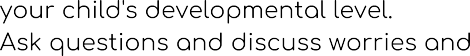 your child's developmental level.
Ask questions and discuss worries and